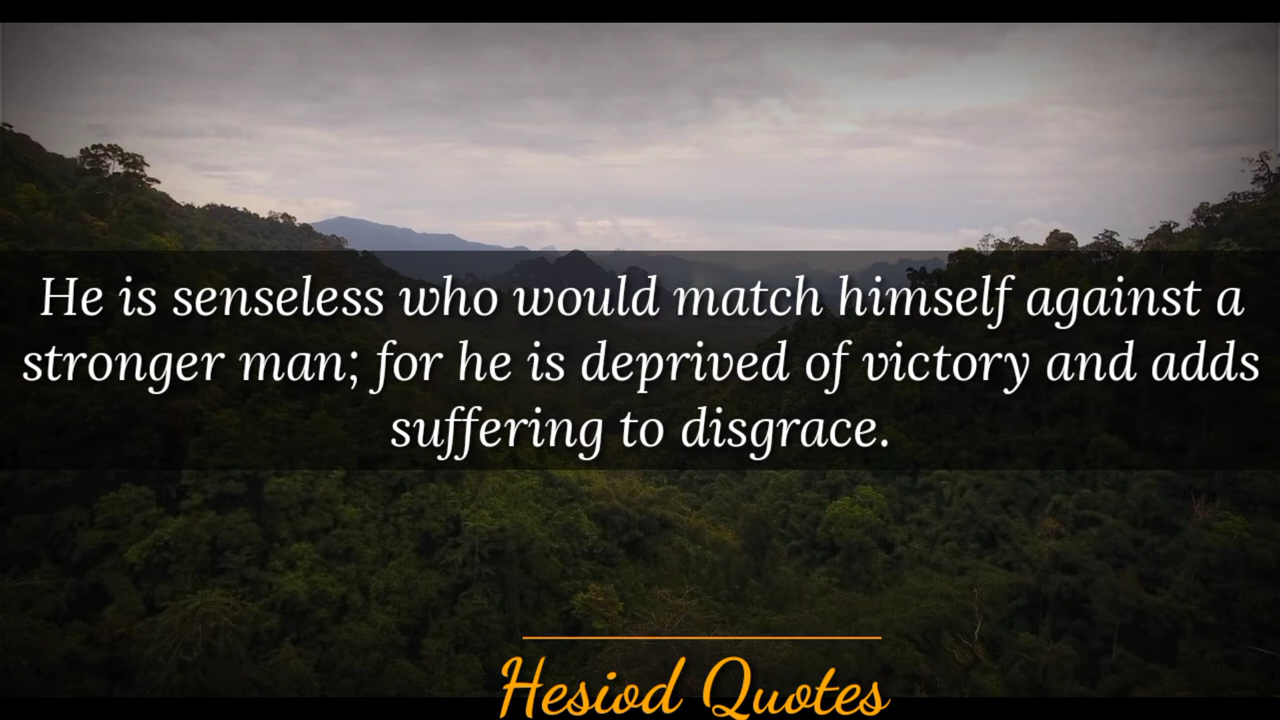 He is senseless who would match himself against a
stronger man; for he is deprived of victory and adds
suffering to disgrace.
Hesiod Quotes